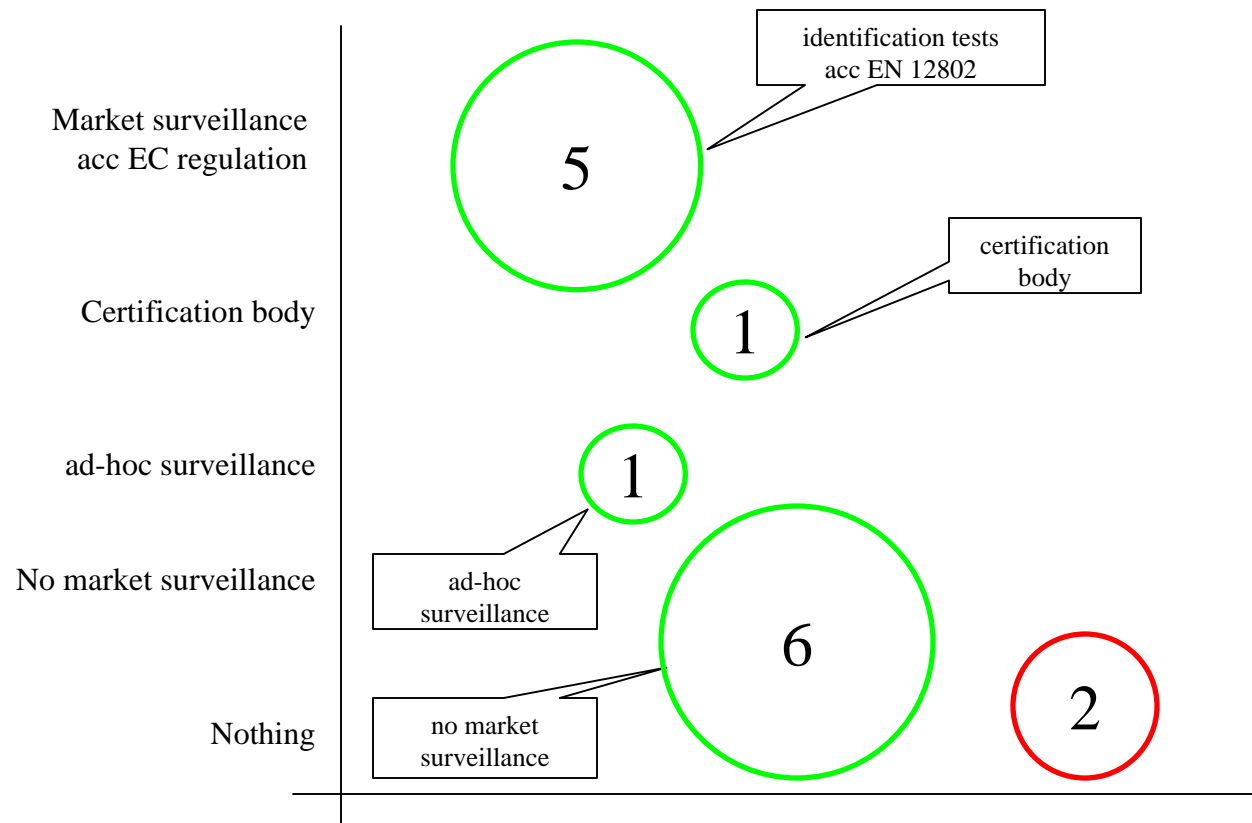 identification tests
acc EN 12802
Market surveillance
acc EC regulation
5
certification
body
Certification body
1
ad-hoc surveillance
1
No market surveillance
ad-hoc
surveillance
6
2
Nothing
no market
surveillance